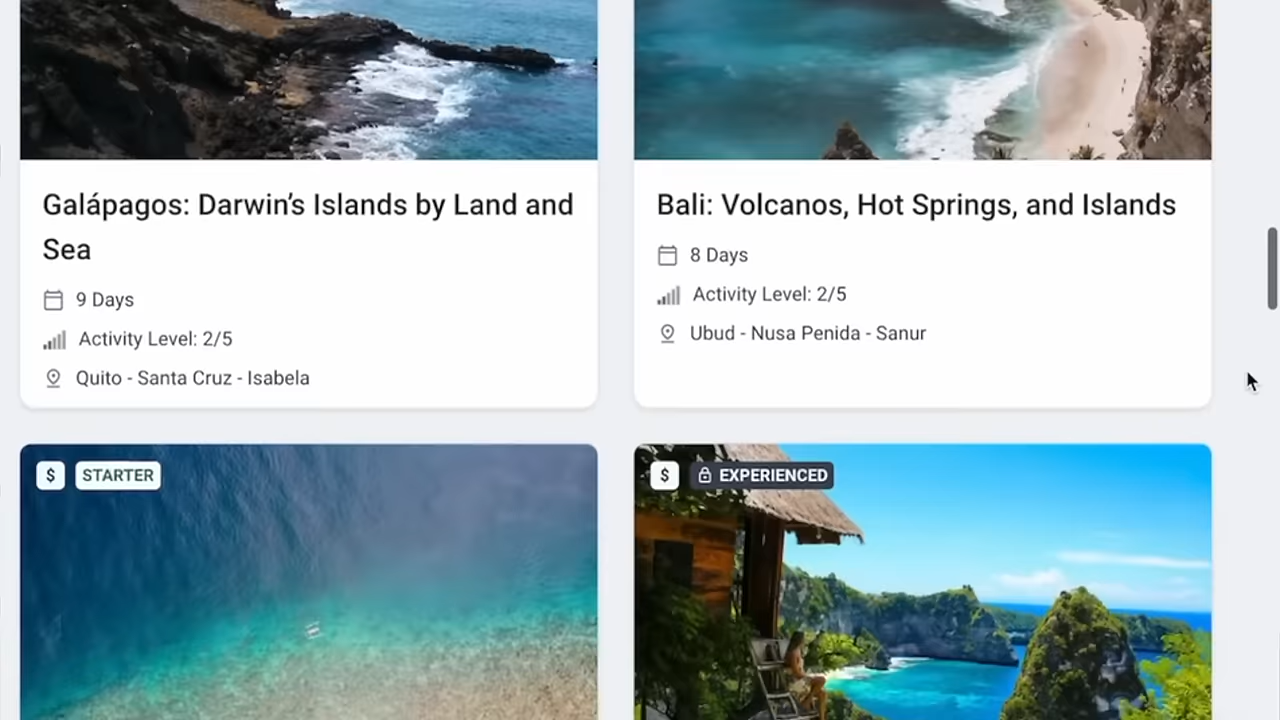 Galápagos: Darwin’s Islands by Land and
Sea
9 Days
Activity Level: 2/5
Quito - Santa Cruz - Isabela
Bali: Volcanos, Hot Springs, and Islands
8 Days
Activity Level: 2/5
Ubud - Nusa Penida - Sanur
$ STARTER
$ EXPERIENCED